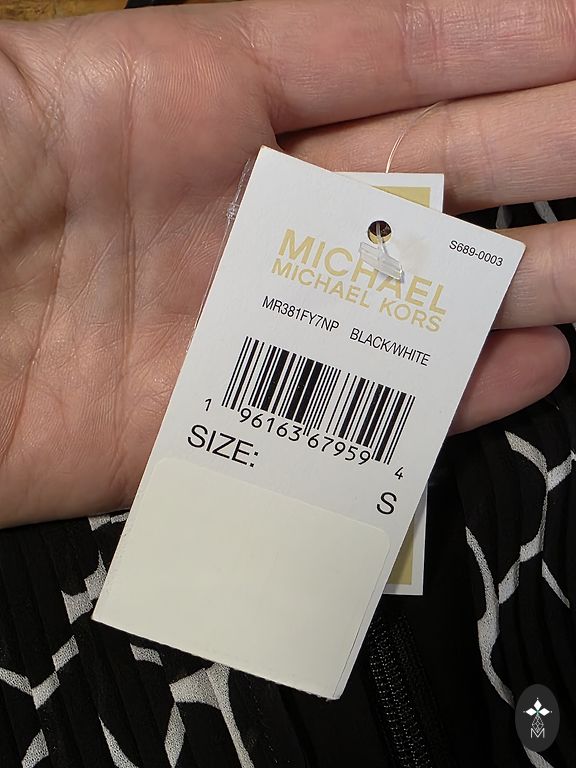 S689-0003
MICHAEL
MICHAEL KORS
MR381FY7NP BLACK/WHITE
1 96163 67959 4
SIZE:
S
M